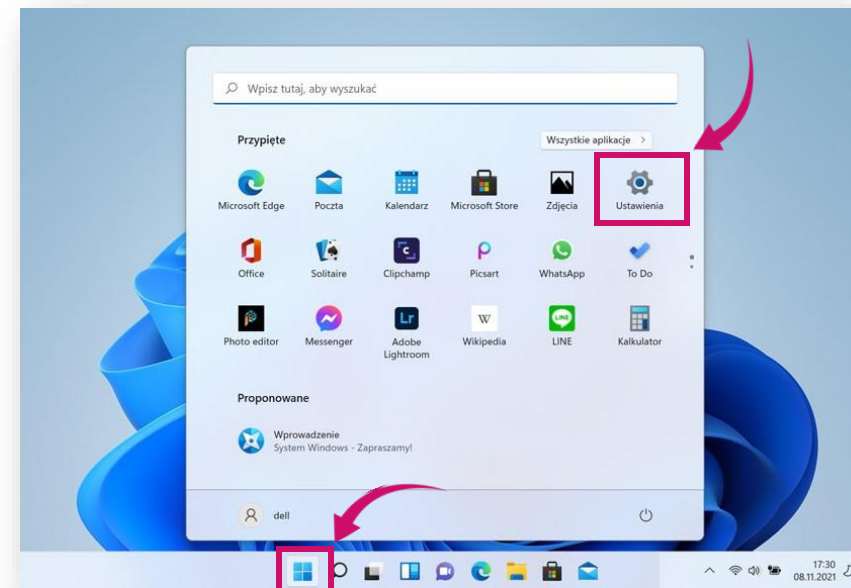 Wpisz tutaj, aby wyszukać
Przypięte
Wszystkie aplikacje
Microsoft Edge
Poczta
Kalendarz
Microsoft Store
Zdjęcia
Ustawienia
Office
Solitaire
Clipchamp
Picsart
WhatsApp
To Do
Lr
W
LINE
Photo editor
Messenger
Adobe
Lightroom
Wikipedia
LINE
Kalkulator
Proponowane
Wprowadzenie
System Windows - Zapraszamy!
dell
17:30
08.11.2021